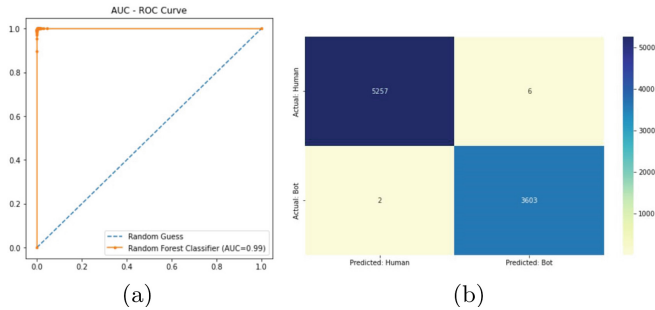 AUC - ROC Curve
1.0
0.8
0.6
0.4
0.2
0.0
0.0 0.2 0.4 0.6 0.8 1.0
Random Guess
Random Forest Classifier (AUC=0.99)
(a)
Actual: Human
Actual: Bot
5257 6
2 3603
Predicted: Human Predicted: Bot
5000
4000
3000
2000
1000
(b)